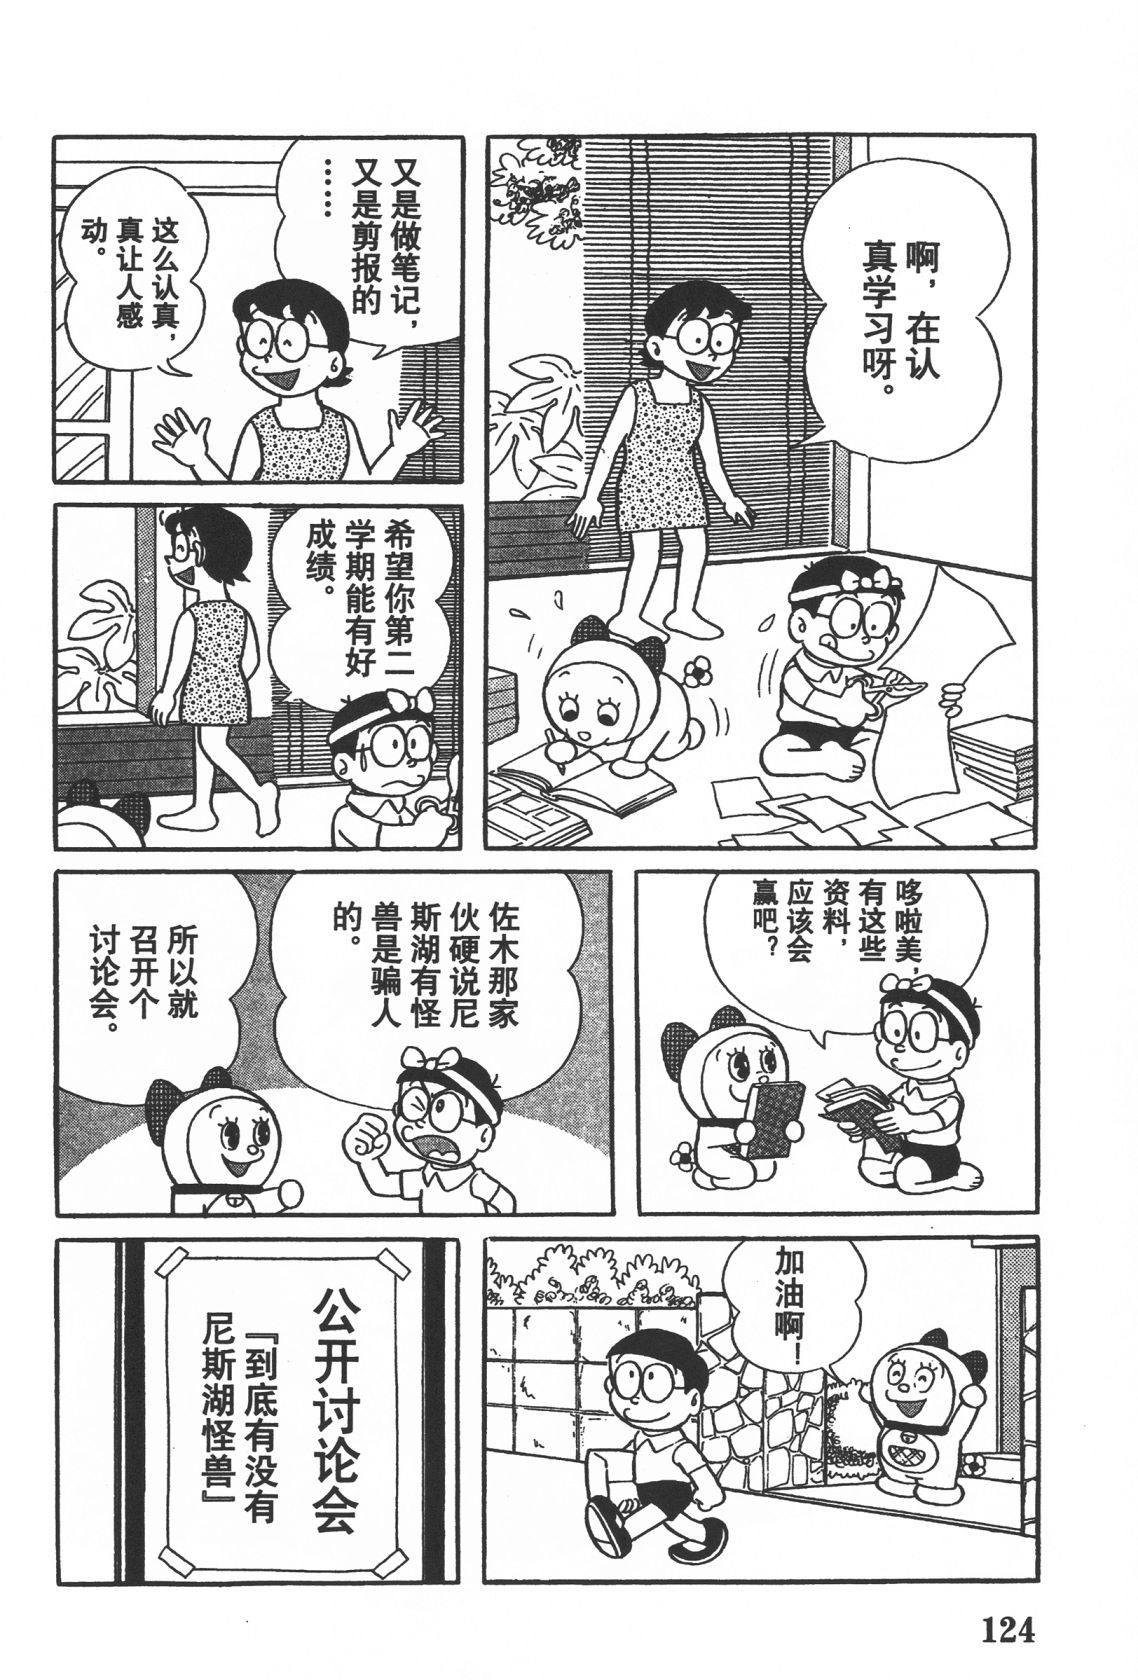 啊，在认
真学习呀。
又是做笔记，
又是剪报的
……
这么认真，
真让人感
动。
希望你第二
学期能有好
成绩。
哆啦美，
有这些
资料，
应该会
赢吧？
佐木那家
伙硬说尼
斯湖有怪
兽是骗人
的。
所以就
召开个
讨论会。
加油啊！
公开讨论会
『到底有没有
尼斯湖怪兽』
124